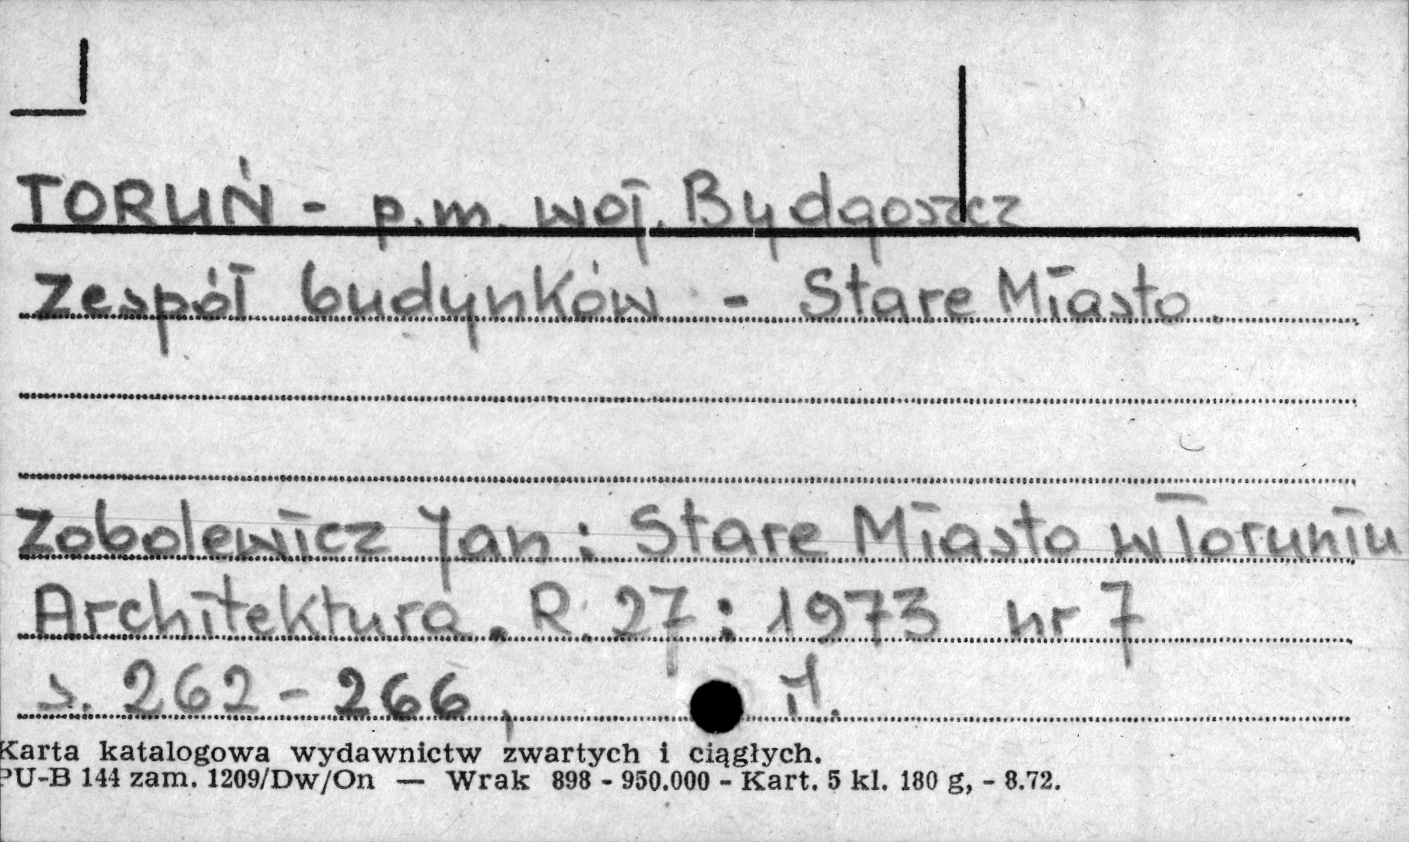 TORUŃ - p.m. woj. Bydgoszcz
Zespół budynków - Stare Miasto
Zobolewicz Jan : Stare Miasto w Toruniu
Architektura. R. 27 : 1973 nr 7
s. 262 - 266, ił.
Karta katalogowa wydawnictw zwartych i ciągłych.
PU-B 144 zam. 1209/Dw/On — Wrak 898 - 950.000 - Kart. 5 kl. 180 g, - 8.72.